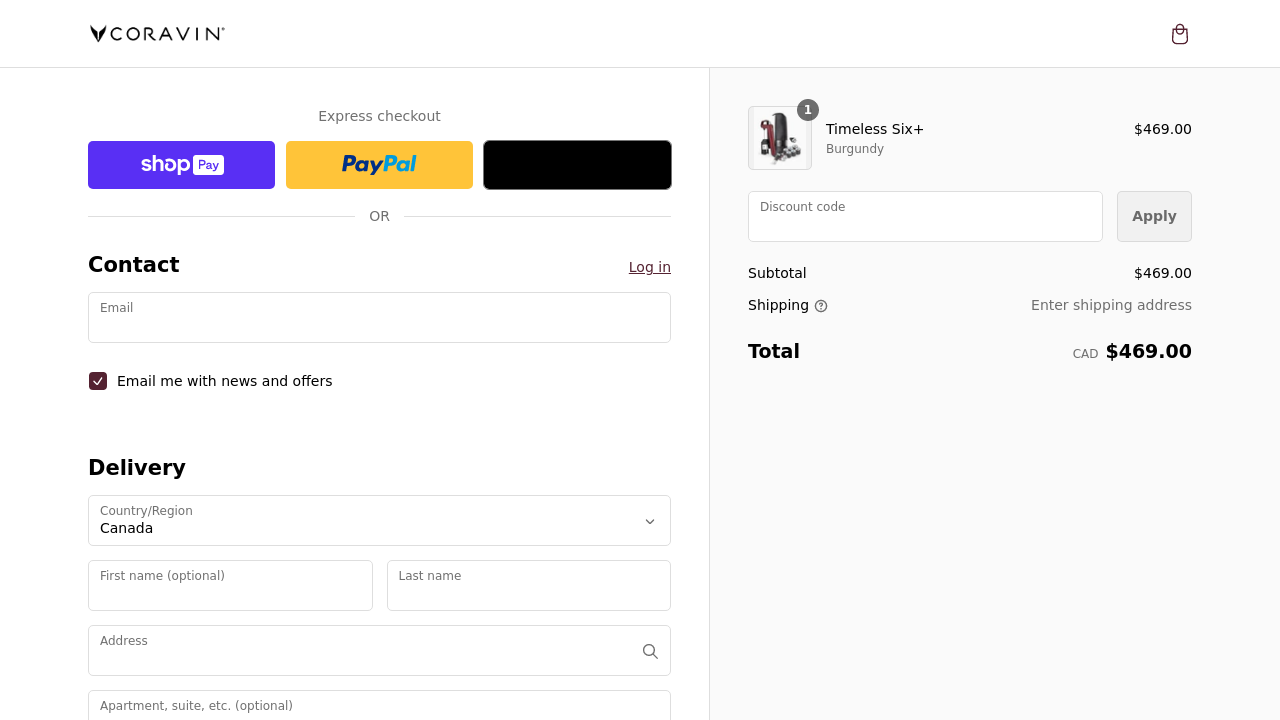 CORAVIN
Express checkout
shop Pay
PayPal
OR
Contact
Log in
Email
Email me with news and offers
Delivery
Country/Region
Canada
First name (optional)
Last name
Address
Apartment, suite, etc. (optional)
1
Timeless Six+
$469.00
Burgundy
Discount code
Apply
Subtotal
$469.00
Shipping
Enter shipping address
Total
CAD $469.00